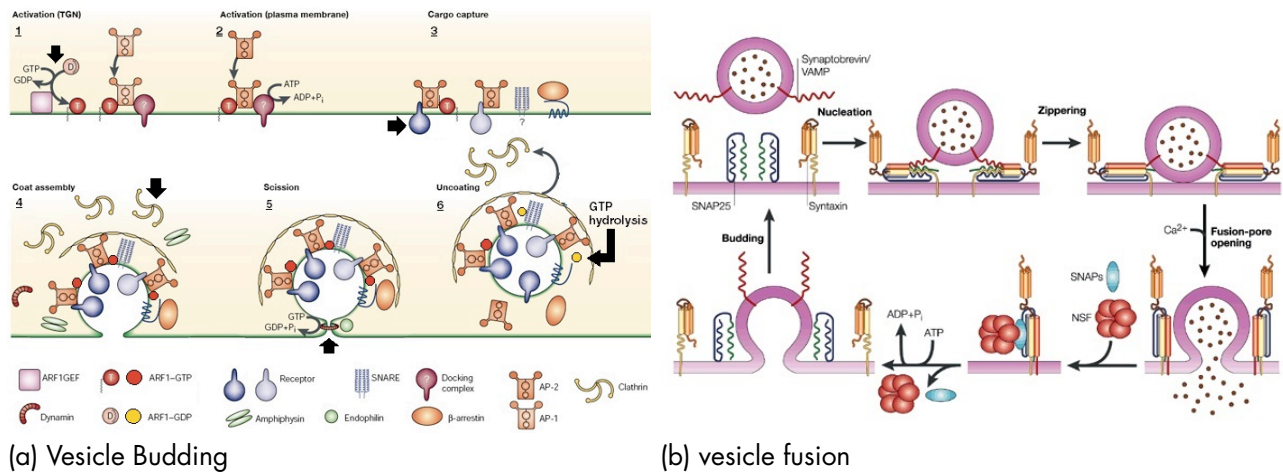 Activation (TGN)
1
GTP
GDP
D
T
T
?
Activation (plasma membrane)
2
T
?
ATP
ADP+Pi
Cargo capture
3
T
?
Coat assembly
4
Scission
5
GTP
GDP+Pi
Uncoating
6
GTP
hydrolysis
ARF1GEF
T ARF1–GTP
Receptor
SNARE
? Docking
complex
AP-2
AP-1
Clathrin
Dynamin
D ARF1–GDP
Amphiphysin
Endophilin
β-arrestin
(a) Vesicle Budding
Synaptobrevin/
VAMP
Nucleation
Zippering
SNAP25
Syntaxin
Ca2+
Fusion-pore
opening
SNAPs
NSF
ATP
ADP+Pi
Budding
(b) vesicle fusion